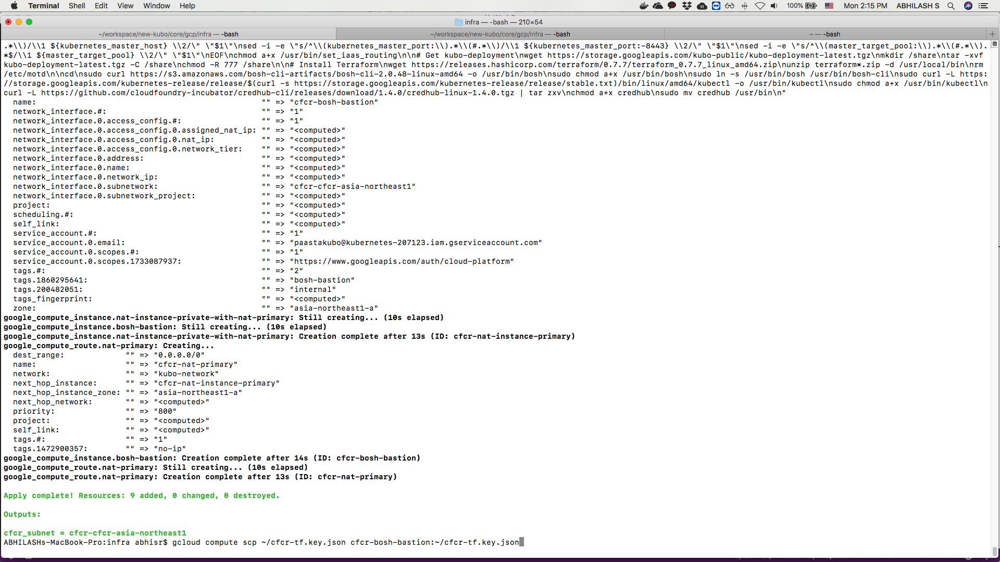 Terminal Shell Edit View Window Help 100% Mon 2:15 PM ABHILASH S
infra — -bash — 210×54
~/workspace/new-kubo/core/gcp/infra — -bash ~/workspace/new-kubo/core/gcp/infra — -bash ~ — -bash
.*\\)/\\1 ${kubernetes_master_host} \\2/\" \"$1\"\nsed -i -e \"s/^\\(kubernetes_master_port:\\).*\\(#.*\\)/\\1 ${kubernetes_master_port:-8443} \\2/\" \"$1\"\nsed -i -e \"s/^\\(master_target_pool:\\).*\\(#.*\\).
*$/\\1 ${master_target_pool} \\2/\" \"$1\"\nEOF\nchmod a+x /usr/bin/set_iaas_routing\n\n# Get kubo-deployment\nwget https://storage.googleapis.com/kubo-public/kubo-deployment-latest.tgz\nmkdir /share\ntar -xvf
kubo-deployment-latest.tgz -C /share\nchmod -R 777 /share\n\n# Install Terraform\nwget https://releases.hashicorp.com/terraform/0.7.7/terraform_0.7.7_linux_amd64.zip\nunzip terraform*.zip -d /usr/local/bin\nrm
/etc/motd\n\ncd\nsudo curl https://s3.amazonaws.com/bosh-cli-artifacts/bosh-cli-2.0.48-linux-amd64 -o /usr/bin/bosh\nsudo chmod a+x /usr/bin/bosh\nsudo ln -s /usr/bin/bosh /usr/bin/bosh-cli\nsudo curl -L https:
//storage.googleapis.com/kubernetes-release/release/$(curl -s https://storage.googleapis.com/kubernetes-release/release/stable.txt)/bin/linux/amd64/kubectl -o /usr/bin/kubectl\nsudo chmod a+x /usr/bin/kubectl\n
curl -L https://github.com/cloudfoundry-incubator/credhub-cli/releases/download/1.4.0/credhub-linux-1.4.0.tgz | tar zxv\nchmod a+x credhub\nsudo mv credhub /usr/bin\n"
name: "" => "cfcr-bosh-bastion"
network_interface.#: "" => "1"
network_interface.0.access_config.#: "" => "1"
network_interface.0.access_config.0.assigned_nat_ip: "" => "<computed>"
network_interface.0.access_config.0.nat_ip: "" => "<computed>"
network_interface.0.access_config.0.network_tier: "" => "<computed>"
network_interface.0.address: "" => "<computed>"
network_interface.0.name: "" => "<computed>"
network_interface.0.network_ip: "" => "<computed>"
network_interface.0.subnetwork: "" => "cfcr-cfcr-asia-northeast1"
network_interface.0.subnetwork_project: "" => "<computed>"
project: "" => "<computed>"
scheduling.#: "" => "<computed>"
self_link: "" => "<computed>"
service_account.#: "" => "1"
service_account.0.email: "" => "paastakubo@kubernetes-207123.iam.gserviceaccount.com"
service_account.0.scopes.#: "" => "1"
service_account.0.scopes.1733087937: "" => "https://www.googleapis.com/auth/cloud-platform"
tags.#: "" => "2"
tags.1860295641: "" => "bosh-bastion"
tags.200482051: "" => "internal"
tags_fingerprint: "" => "<computed>"
zone: "" => "asia-northeast1-a"
google_compute_instance.nat-instance-private-with-nat-primary: Still creating... (10s elapsed)
google_compute_instance.bosh-bastion: Still creating... (10s elapsed)
google_compute_instance.nat-instance-private-with-nat-primary: Creation complete after 13s (ID: cfcr-nat-instance-primary)
google_compute_route.nat-primary: Creating...
dest_range: "" => "0.0.0.0/0"
name: "" => "cfcr-nat-primary"
network: "" => "kubo-network"
next_hop_instance: "" => "cfcr-nat-instance-primary"
next_hop_instance_zone: "" => "asia-northeast1-a"
next_hop_network: "" => "<computed>"
priority: "" => "800"
project: "" => "<computed>"
self_link: "" => "<computed>"
tags.#: "" => "1"
tags.1472900357: "" => "no-ip"
google_compute_instance.bosh-bastion: Creation complete after 14s (ID: cfcr-bosh-bastion)
google_compute_route.nat-primary: Still creating... (10s elapsed)
google_compute_route.nat-primary: Creation complete after 13s (ID: cfcr-nat-primary)
Apply complete! Resources: 9 added, 0 changed, 0 destroyed.
Outputs:
cfcr_subnet = cfcr-cfcr-asia-northeast1
ABHILASHs-MacBook-Pro:infra abhisr$ gcloud compute scp ~/cfcr-tf.key.json cfcr-bosh-bastion:~/cfcr-tf.key.json